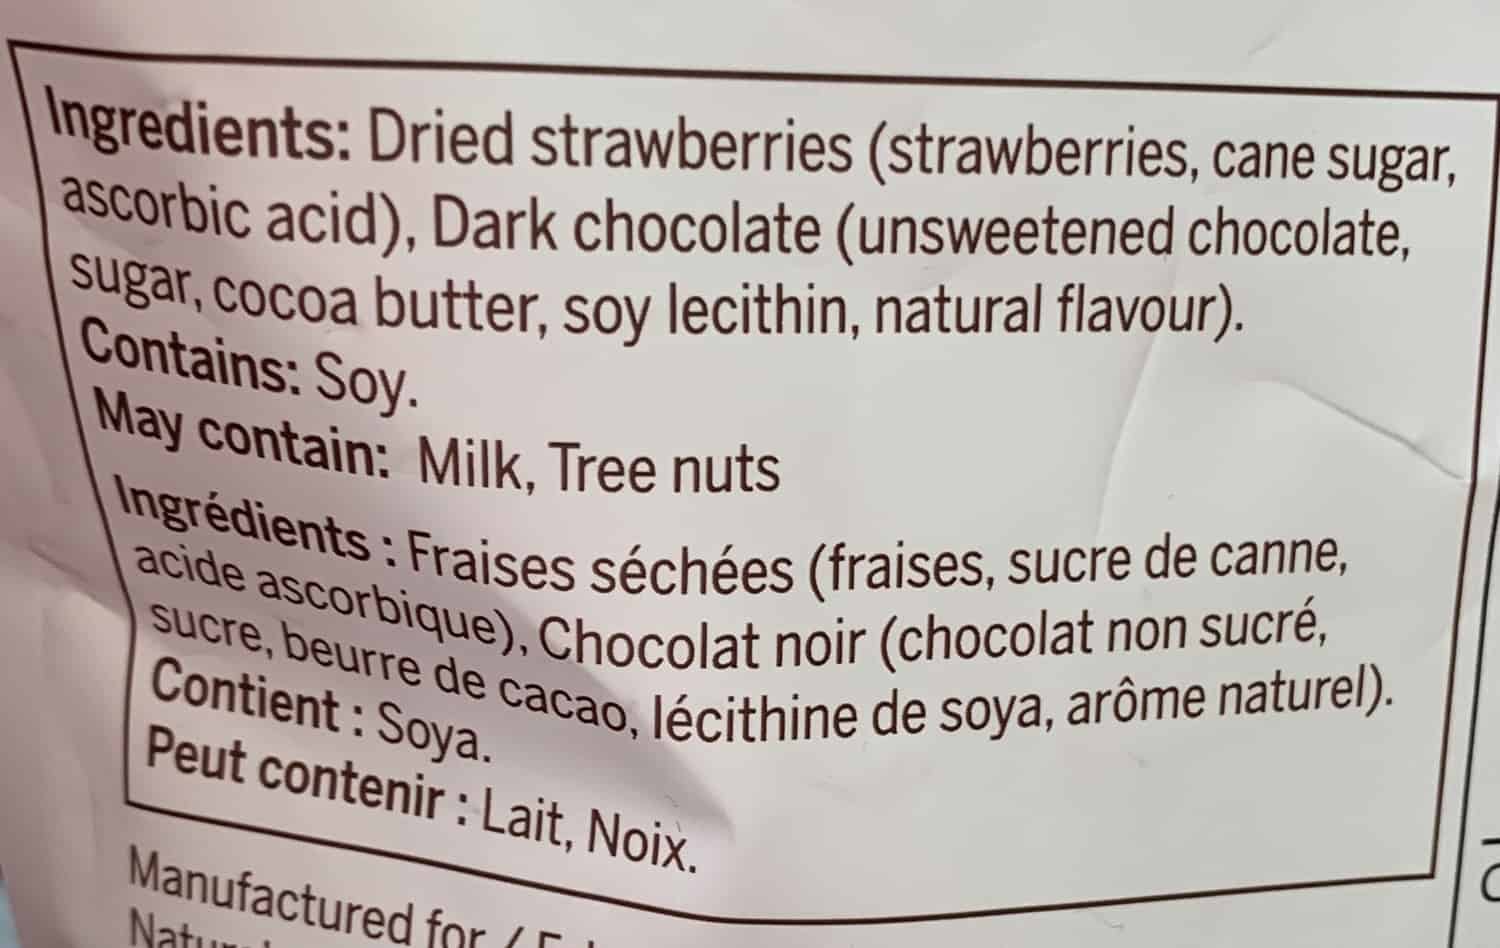 Ingredients: Dried strawberries (strawberries, cane sugar,
ascorbic acid), Dark chocolate (unsweetened chocolate,
sugar, cocoa butter, soy lecithin, natural flavour).
Contains: Soy.
May contain: Milk, Tree nuts
Ingrédients : Fraises séchées (fraises, sucre de canne,
acide ascorbique), Chocolat noir (chocolat non sucré,
sucre, beurre de cacao, lécithine de soya, arôme naturel).
Contient : Soya.
Peut contenir : Lait, Noix.
Manufactured for /